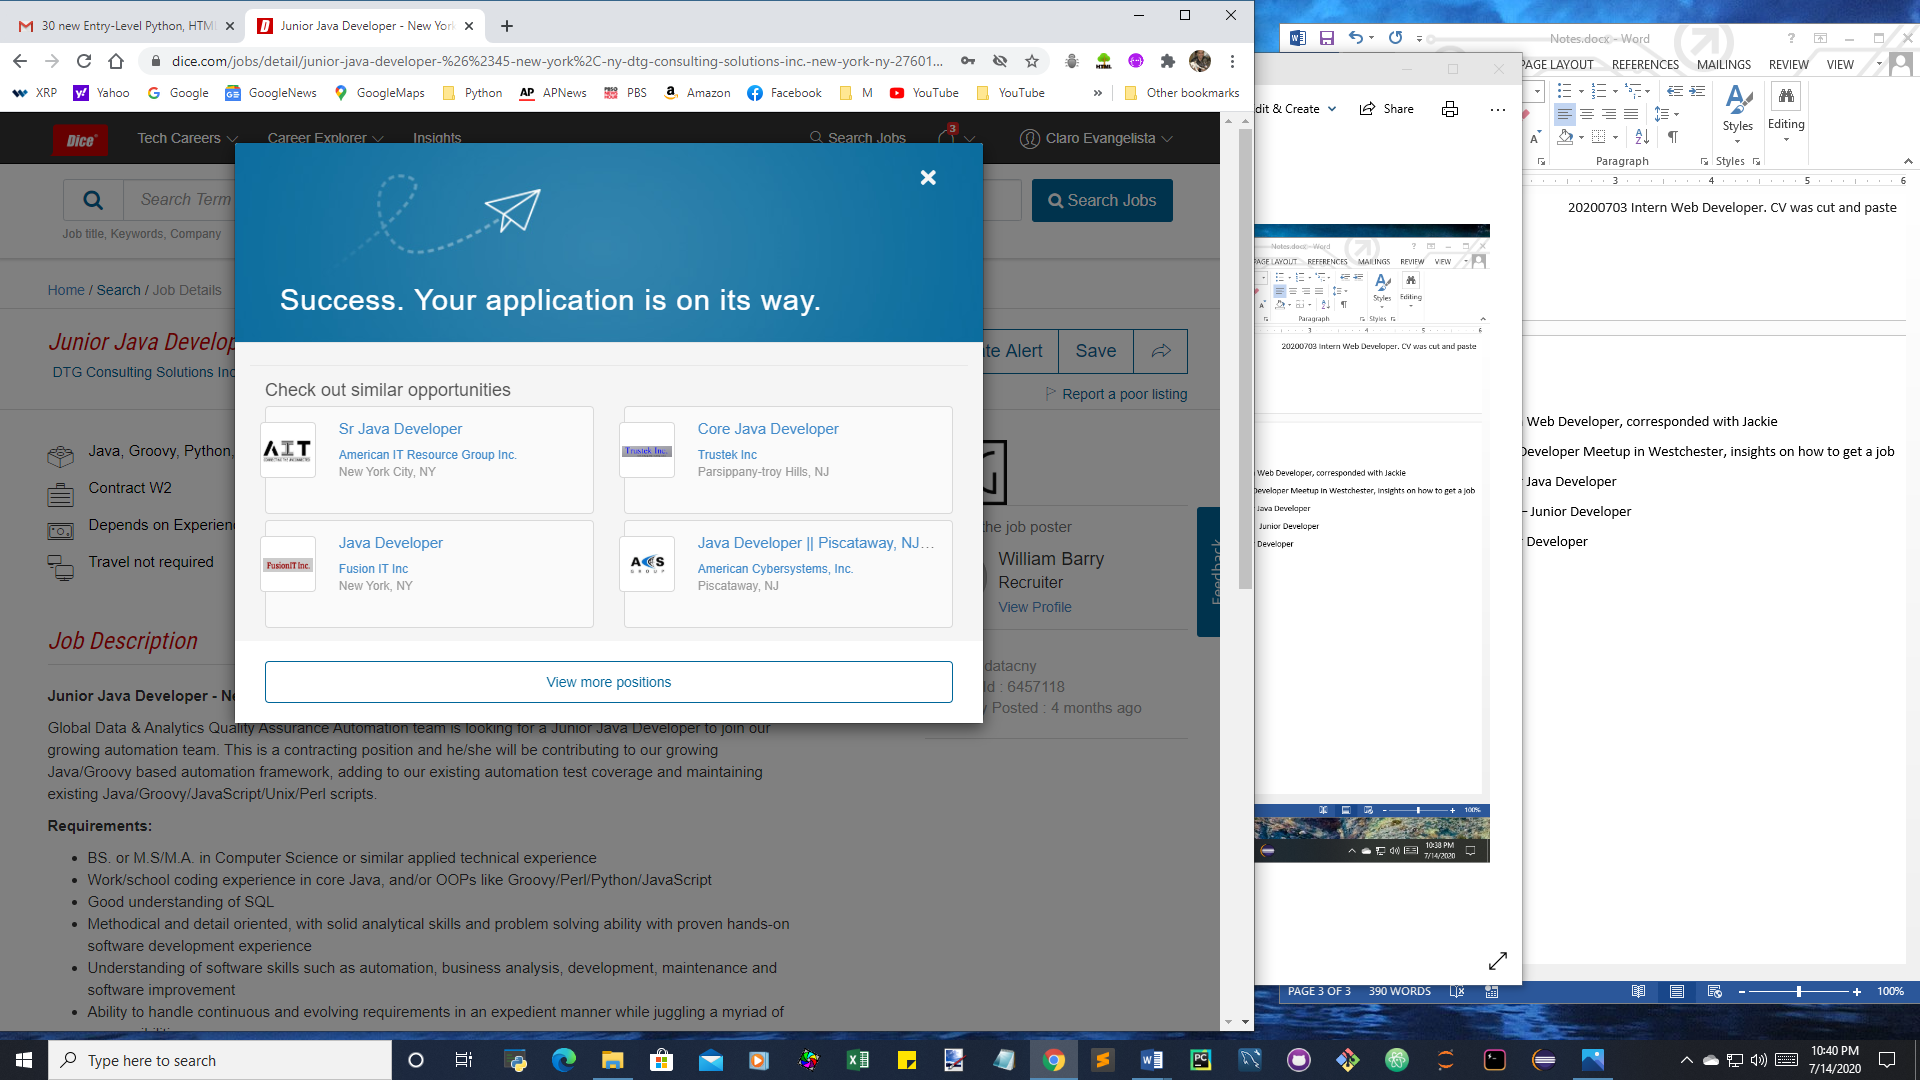 30 new Entry-Level Python, HTM
Junior Java Developer - New York
dice.com/jobs/detail/junior-java-developer-%26%2345-new-york%2C-ny-dtg-consulting-solutions-inc.-new-york-ny-27601...
XRP
Yahoo
Google
GoogleNews
GoogleMaps
Python
APNews
PBS
Amazon
Facebook
M
YouTube
YouTube
»
Other bookmarks
Dice
Tech Careers
Career Explorer
Insights
Search Jobs
3
Claro Evangelista
Search Term
Search Jobs
Job title, Keywords, Company
Home / Search / Job Details
Success. Your application is on its way.
Junior Java Develop
DTG Consulting Solutions Inc
te Alert
Save
Report a poor listing
Check out similar opportunities
AIT
Sr Java Developer
American IT Resource Group Inc.
New York City, NY
Trustek Inc.
Core Java Developer
Trustek Inc
Parsippany-troy Hills, NJ
FusionIT Inc.
Java Developer
Fusion IT Inc
New York, NY
ACS
GROUP
Java Developer || Piscataway, NJ...
American Cybersystems, Inc.
Piscataway, NJ
View more positions
Java, Groovy, Python,
Contract W2
Depends on Experien
Travel not required
the job poster
William Barry
Recruiter
View Profile
Feedback
datacny
Id : 6457118
y Posted : 4 months ago
Job Description
Junior Java Developer - Ne
Global Data & Analytics Quality Assurance Automation team is looking for a Junior Java Developer to join our
growing automation team. This is a contracting position and he/she will be contributing to our growing
Java/Groovy based automation framework, adding to our existing automation test coverage and maintaining
existing Java/Groovy/JavaScript/Unix/Perl scripts.
Requirements:
• BS. or M.S/M.A. in Computer Science or similar applied technical experience
• Work/school coding experience in core Java, and/or OOPs like Groovy/Perl/Python/JavaScript
• Good understanding of SQL
• Methodical and detail oriented, with solid analytical skills and problem solving ability with proven hands-on
software development experience
• Understanding of software skills such as automation, business analysis, development, maintenance and
software improvement
• Ability to handle continuous and evolving requirements in an expedient manner while juggling a myriad of
dit & Create
Share
Notes.docx - Word
PAGE LAYOUT REFERENCES MAILINGS REVIEW VIEW
Styles
Editing
Paragraph
Styles
3 4 5 6
20200703 Intern Web Developer. CV was cut and paste
Web Developer, corresponded with Jackie
Developer Meetup in Westchester, insights on how to get a job
Java Developer
Junior Developer
Developer
100%
10:38 PM
7/14/2020
Notes.docx - Word
PAGE LAYOUT REFERENCES MAILINGS REVIEW VIEW
Styles
Editing
Paragraph
Styles
3 4 5 6
20200703 Intern Web Developer. CV was cut and paste
Web Developer, corresponded with Jackie
Developer Meetup in Westchester, insights on how to get a job
Java Developer
– Junior Developer
Developer
PAGE 3 OF 3 390 WORDS
100%
Type here to search
10:40 PM
7/14/2020